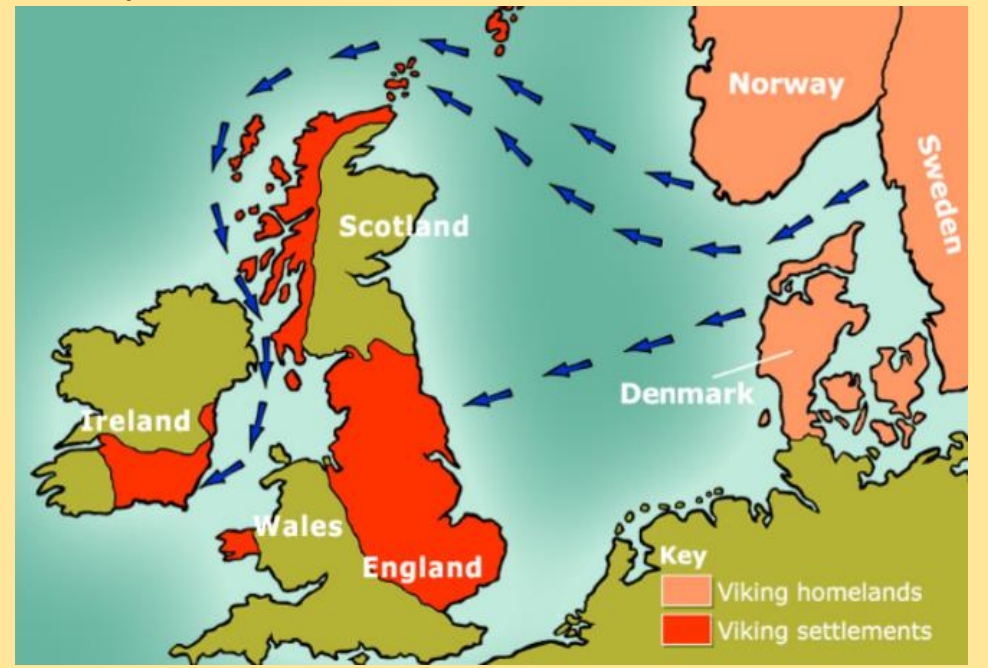 Norway
Sweden
Scotland
Denmark
Ireland
Wales
England
Key
Viking homelands
Viking settlements